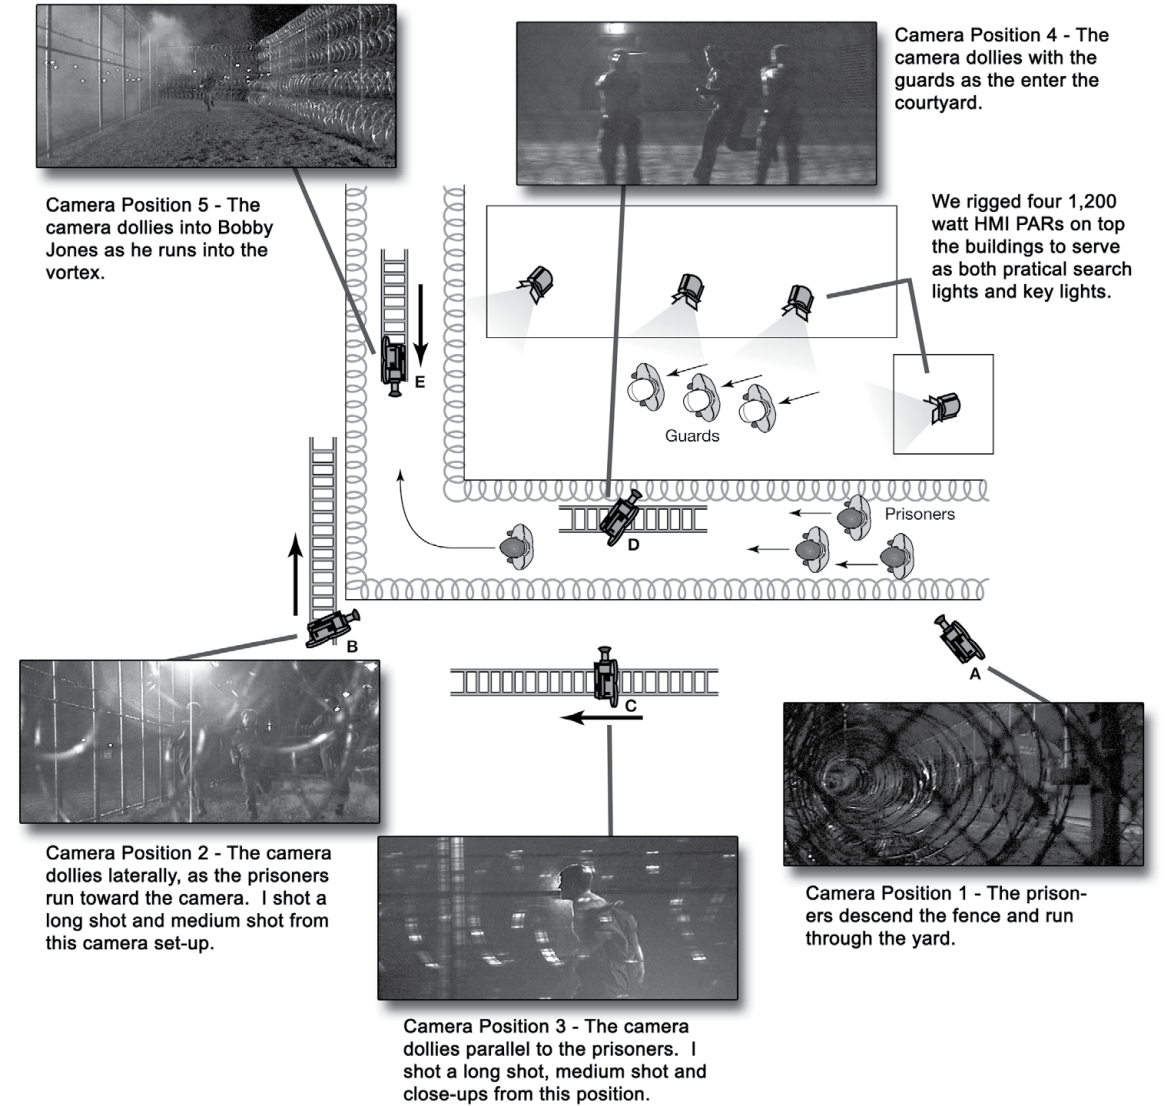 Camera Position 4 - The
camera dollies with the
guards as the enter the
courtyard.
Camera Position 5 - The
camera dollies into Bobby
Jones as he runs into the
vortex.
We rigged four 1,200
watt HMI PARs on top
the buildings to serve
as both pratical search
lights and key lights.
E
Guards
Prisoners
D
B
A
C
Camera Position 2 - The camera
dollies laterally, as the prisoners
run toward the camera. I shot a
long shot and medium shot from
this camera set-up.
Camera Position 1 - The prison-
ers descend the fence and run
through the yard.
Camera Position 3 - The camera
dollies parallel to the prisoners. I
shot a long shot, medium shot and
close-ups from this position.